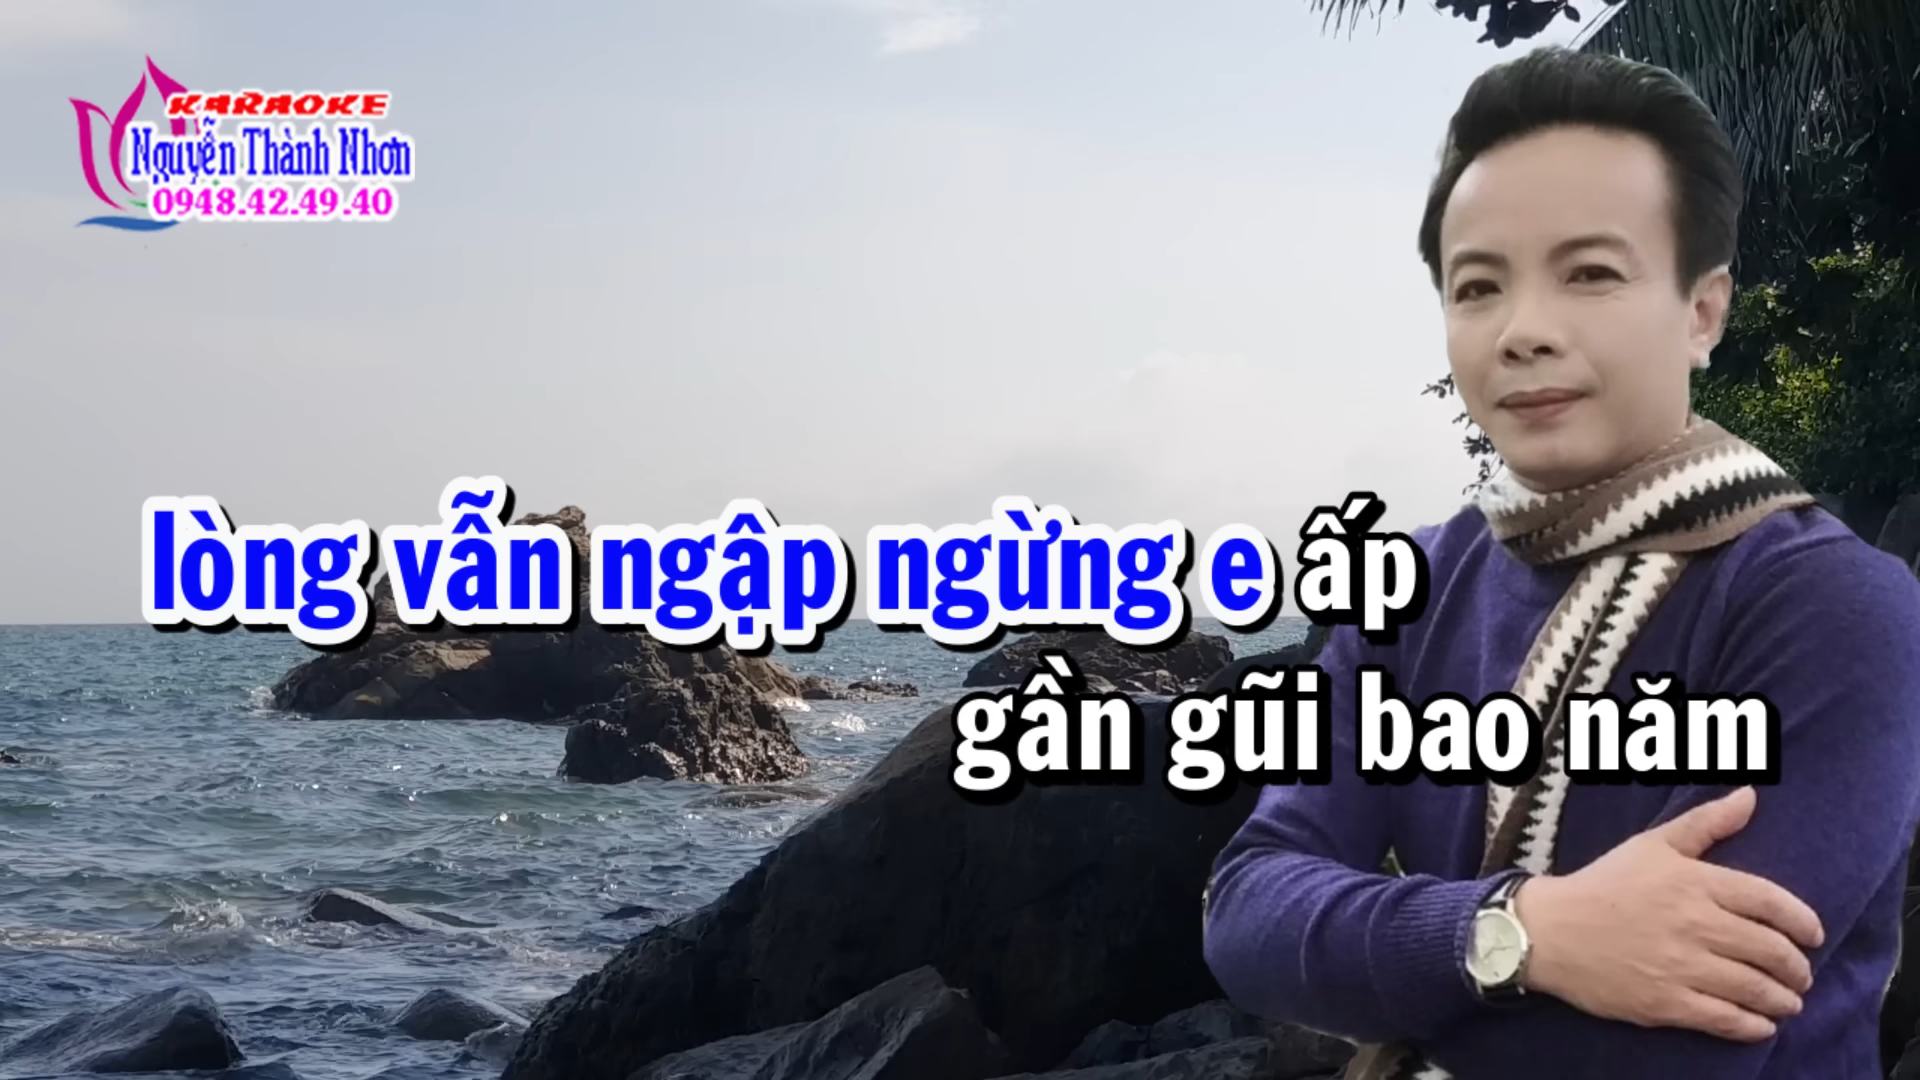 KARAOKE
Nguyễn Thành Nhơn
0948.42.49.40
lòng vẫn ngập ngừng e ấp
gần gũi bao năm